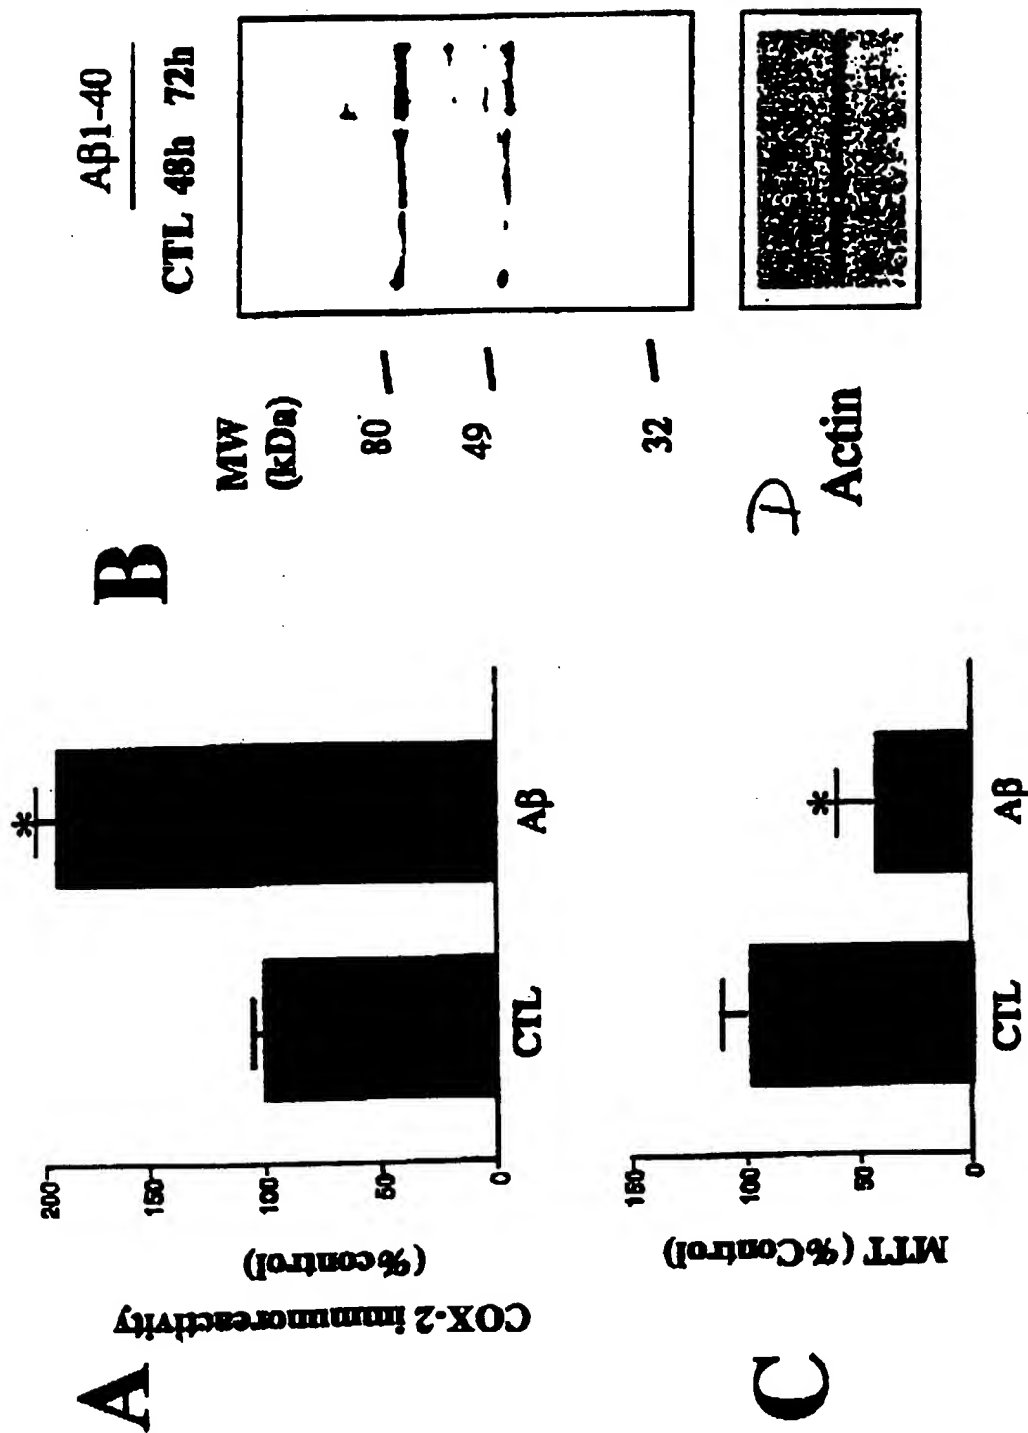 A
COX-2 immunoreactivity
(% control)
200
150
100
50
0
CTL Aβ
B
Aβ1-40
CTL 48h 72h
MW
(kDa)
80
49
32
C
MTT (% Control)
150
100
50
0
CTL Aβ
D
Actin
*
*